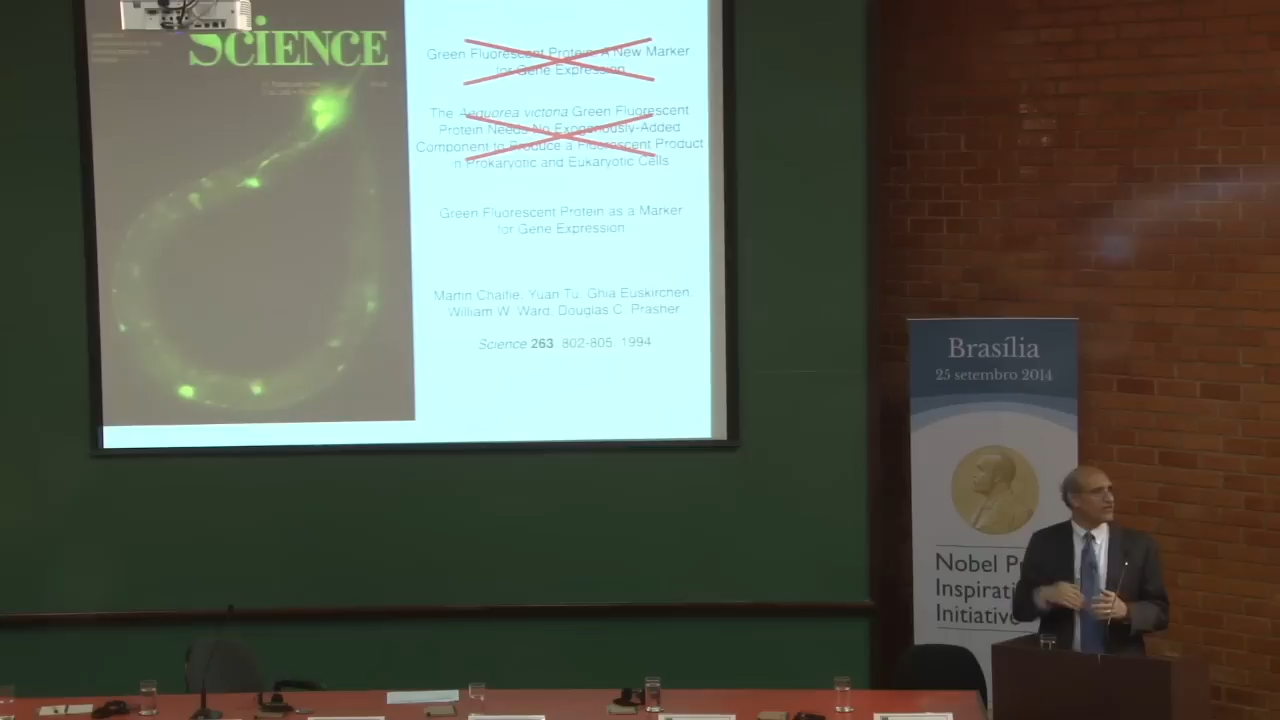 SCIENCE
Green Fluorescent Protein: A New Marker
for Gene Expression
The Aequorea victoria Green Fluorescent
Protein Needs No Exogenously-Added
Component to Produce a Fluorescent Product
in Prokaryotic and Eukaryotic Cells
Green Fluorescent Protein as a Marker
for Gene Expression
Martin Chalfie, Yuan Tu, Ghia Euskirchen,
William W. Ward, Douglas C. Prasher
Science 263 802-805 1994
Brasília
25 setembro 2014
Nobel P
Inspirati
Initiative